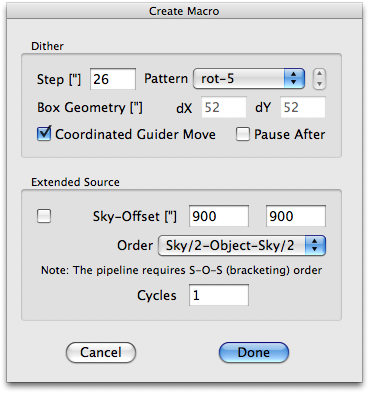 Create Macro
Dither
Step ["] 26 Pattern rot-5
Box Geometry ["] dX 52 dY 52
Coordinated Guider Move Pause After
Extended Source
Sky-Offset ["] 900 900
Order Sky/2-Object-Sky/2
Note: The pipeline requires S-O-S (bracketing) order
Cycles 1
Cancel Done